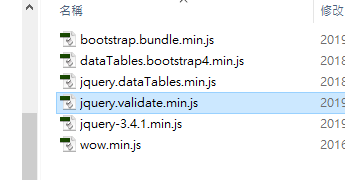 名稱 修改
bootstrap.bundle.min.js 2019
dataTables.bootstrap4.min.js 2018
jquery.dataTables.min.js 2018
jquery.validate.min.js 2019
jquery-3.4.1.min.js 2019
wow.min.js 2016